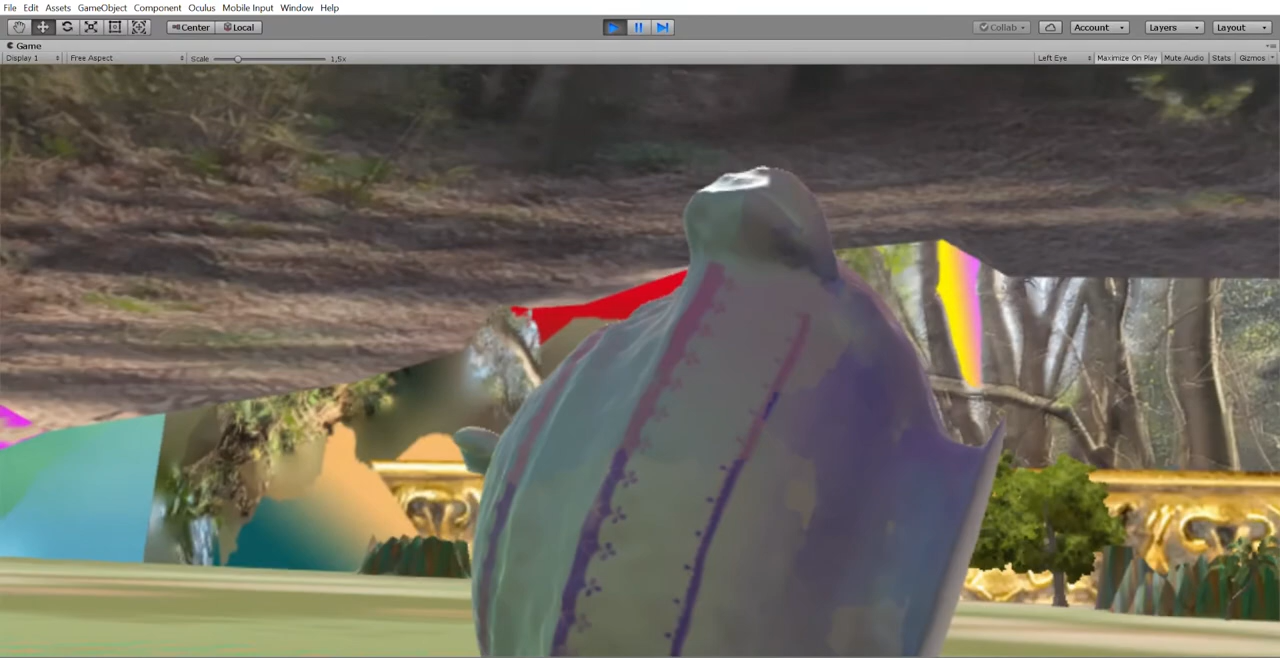 File Edit Assets GameObject Component Oculus Mobile Input Window Help
Center Local Collab Account Layers Layout
Game
Display 1 Free Aspect Scale 1,5x Left Eye Maximize On Play Mute Audio Stats Gizmos